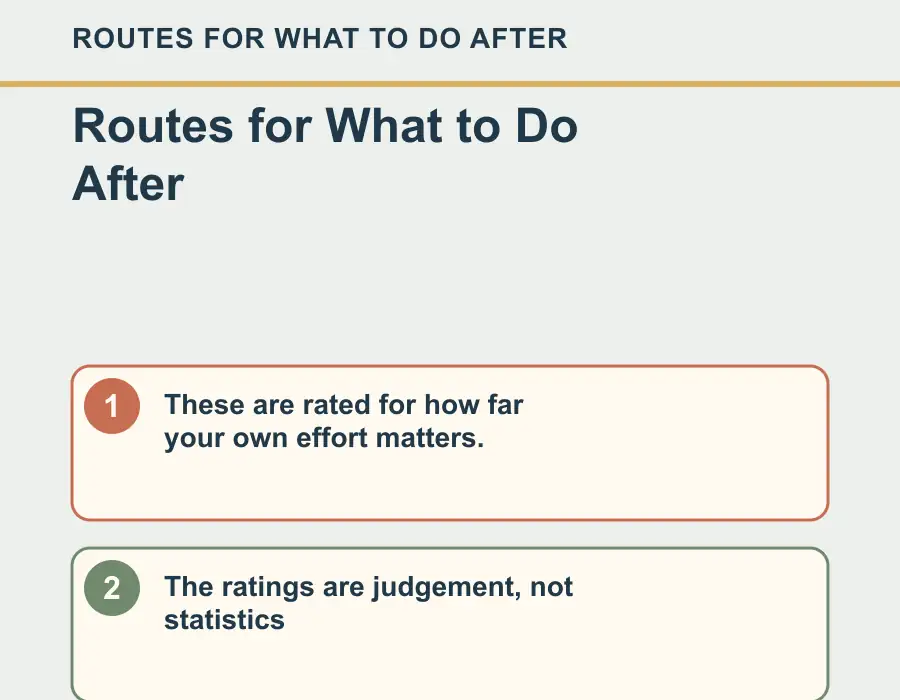 ROUTES FOR WHAT TO DO AFTER
Routes for What to Do
After
1
These are rated for how far
your own effort matters.
2
The ratings are judgement, not
statistics